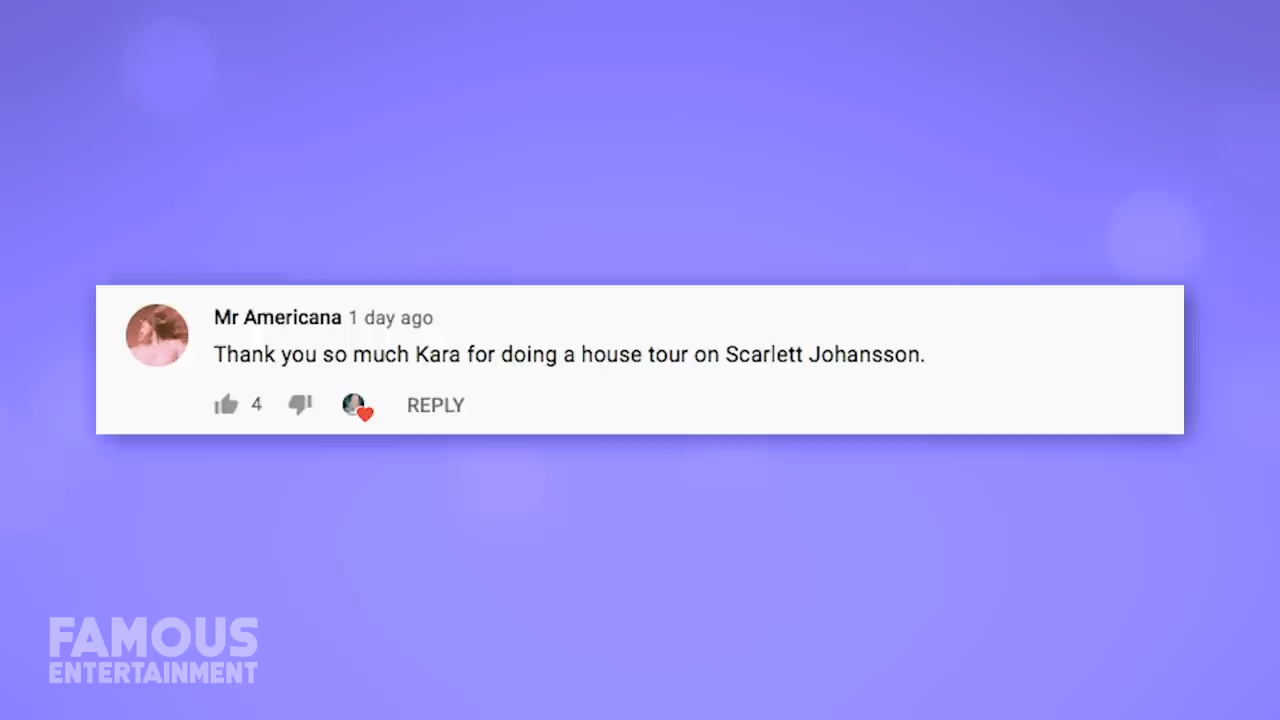 Mr Americana 1 day ago
Thank you so much Kara for doing a house tour on Scarlett Johansson.
4 REPLY
FAMOUS
ENTERTAINMENT